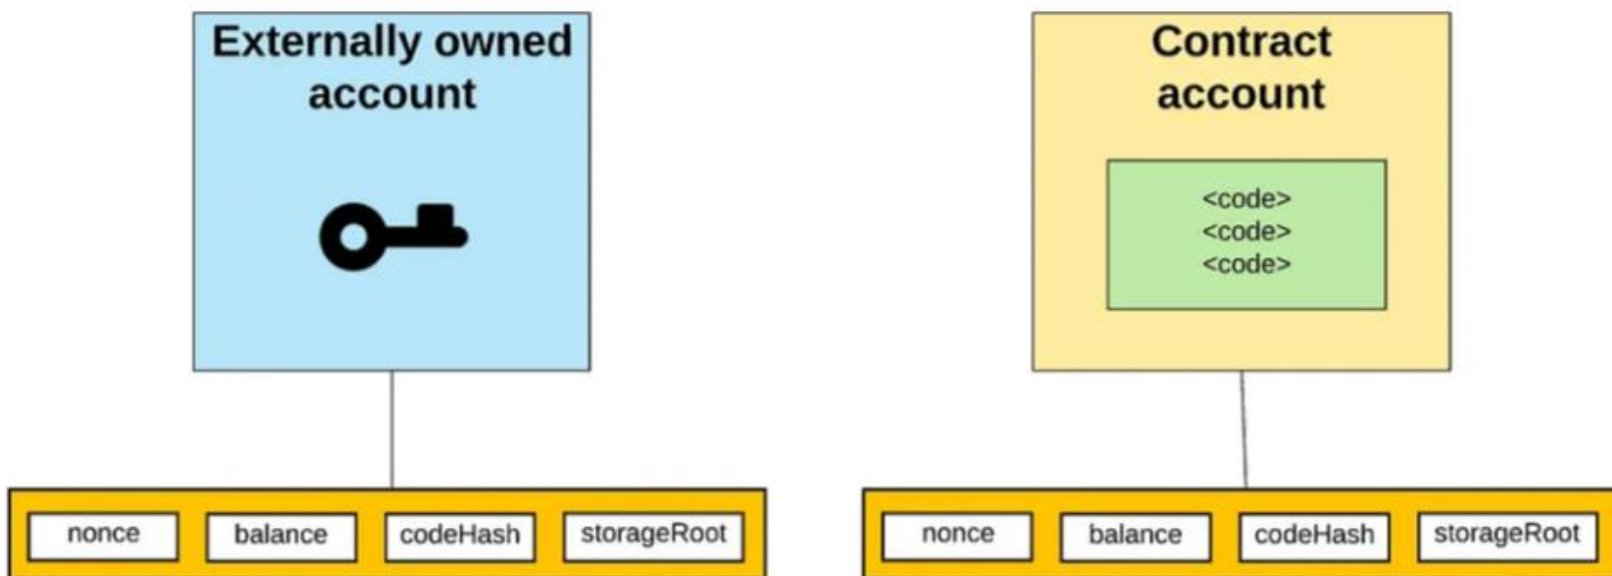 Externally owned
account
Contract
account
<code>
<code>
<code>
nonce
balance
codeHash
storageRoot
nonce
balance
codeHash
storageRoot